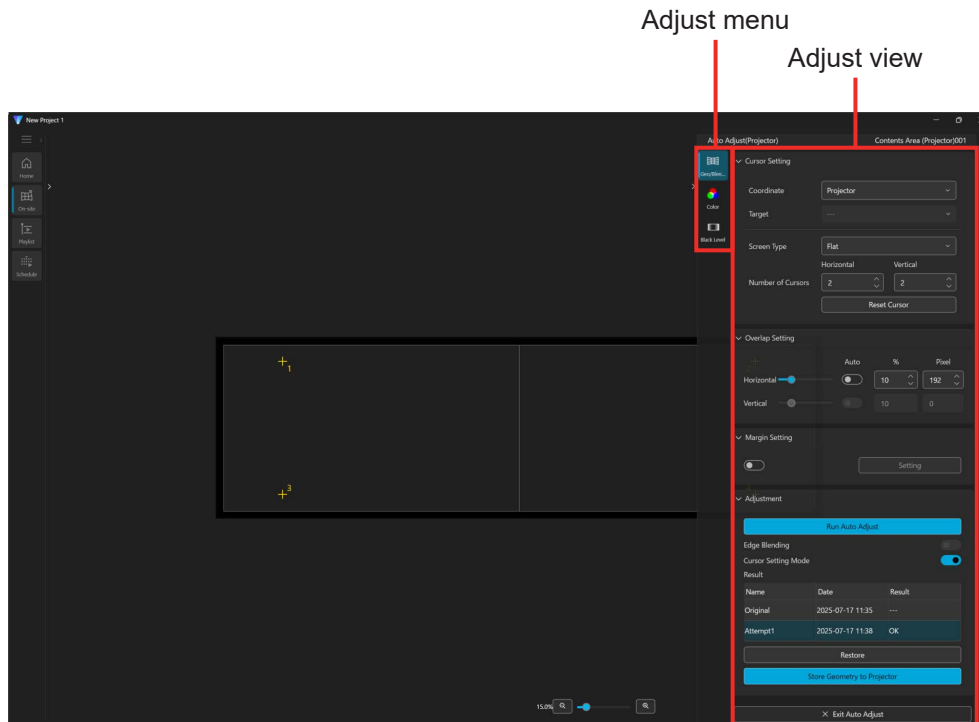 Adjust menu
Adjust view
New Project 1
Auto Adjust(Projector) Contents Area (Projector)001
Home
On-site
Playlist
Schedule
Geo/Blen...
Color
Black Level
Cursor Setting
Coordinate Projector
Target ---
Screen Type Flat
Horizontal Vertical
Number of Cursors 2 2
Reset Cursor
Overlap Setting
Auto % Pixel
Horizontal 10 192
Vertical 10 0
Margin Setting
Setting
Adjustment
Run Auto Adjust
Edge Blending
Cursor Setting Mode
Result
Name Date Result
Original 2025-07-17 11:35 ---
Attempt1 2025-07-17 11:38 OK
Restore
Store Geometry to Projector
Exit Auto Adjust
1
3
15.0%